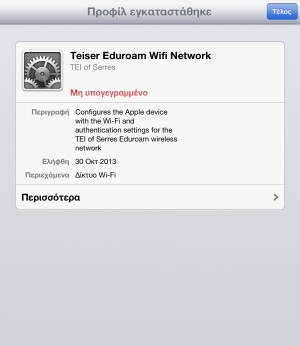 Προφίλ εγκαταστάθηκε
Τέλος
Teiser Eduroam Wifi Network
TEI of Serres
Μη υπογεγραμμένο
Περιγραφή Configures the Apple device
with the Wi-Fi and
authentication settings for the
TEI of Serres Eduroam wireless
network
Ελήφθη 30 Οκτ 2013
Περιεχόμενα Δίκτυο Wi-Fi
Περισσότερα